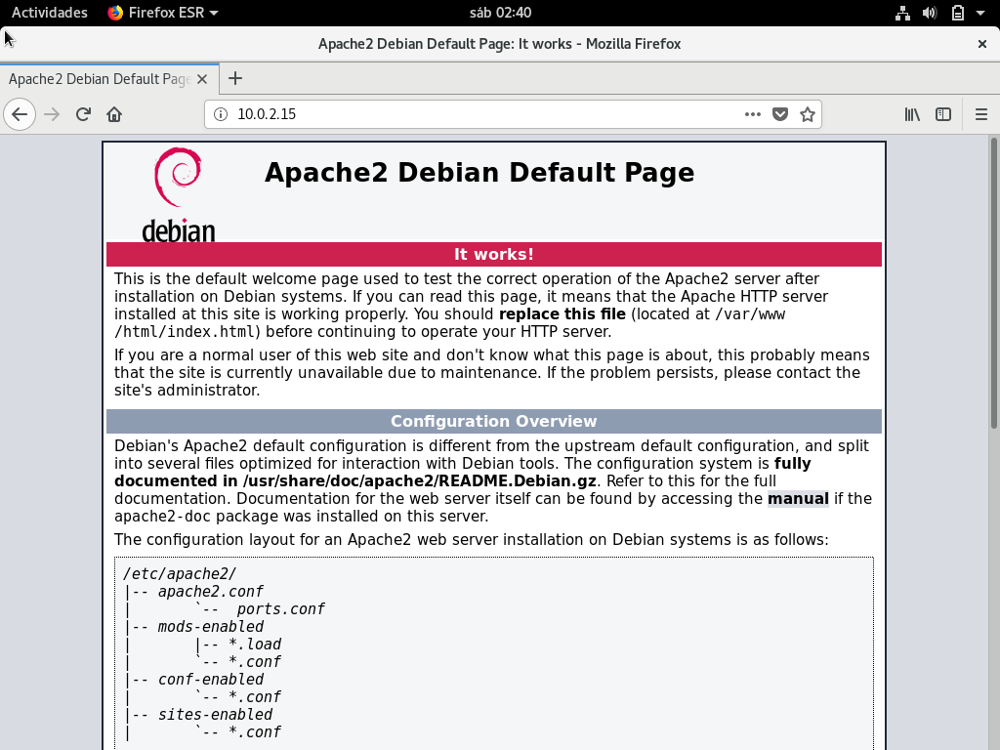 Actividades Firefox ESR sáb 02:40
Apache2 Debian Default Page: It works - Mozilla Firefox
Apache2 Debian Default Page
10.0.2.15
debian
Apache2 Debian Default Page
It works!
This is the default welcome page used to test the correct operation of the Apache2 server after
installation on Debian systems. If you can read this page, it means that the Apache HTTP server
installed at this site is working properly. You should replace this file (located at /var/www
/html/index.html) before continuing to operate your HTTP server.
If you are a normal user of this web site and don't know what this page is about, this probably means
that the site is currently unavailable due to maintenance. If the problem persists, please contact the
site's administrator.
Configuration Overview
Debian's Apache2 default configuration is different from the upstream default configuration, and split
into several files optimized for interaction with Debian tools. The configuration system is fully
documented in /usr/share/doc/apache2/README.Debian.gz. Refer to this for the full
documentation. Documentation for the web server itself can be found by accessing the manual if the
apache2-doc package was installed on this server.
The configuration layout for an Apache2 web server installation on Debian systems is as follows:
/etc/apache2/
|-- apache2.conf
|       `--  ports.conf
|-- mods-enabled
|       |-- *.load
|       `-- *.conf
|-- conf-enabled
|       `-- *.conf
|-- sites-enabled
|       `-- *.conf